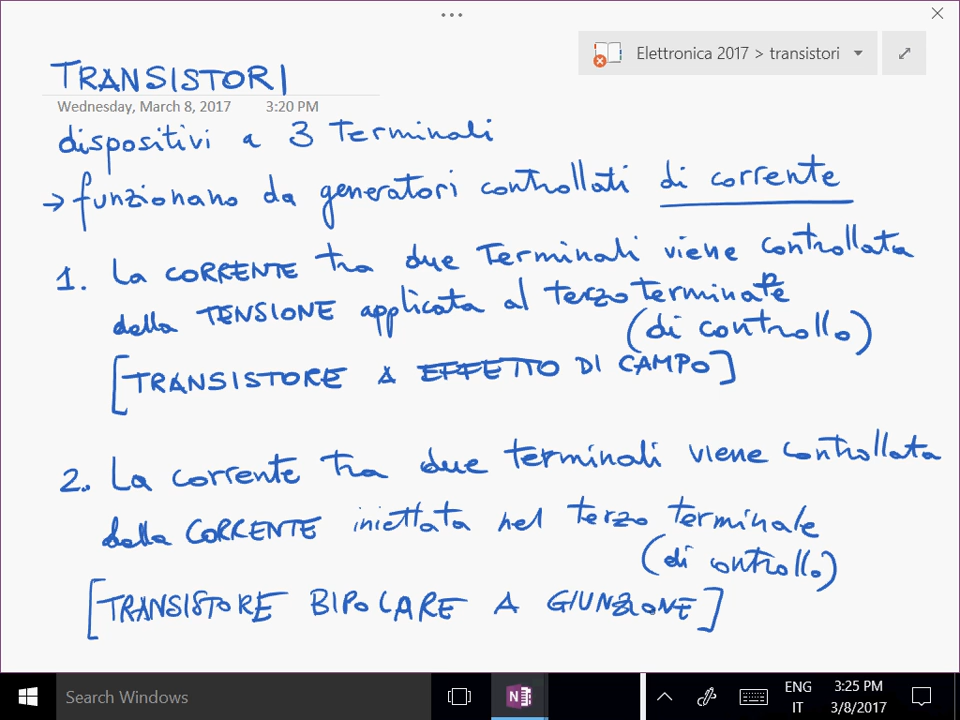 Elettronica 2017 > transistori
TRANSISTORI
Wednesday, March 8, 2017 3:20 PM
dispositivi a 3 Terminali
→ funzionano da generatori controllati di corrente
1. La CORRENTE tra due Terminali viene controllata
dalla TENSIONE applicata al terzo terminale
(di controllo)
[TRANSISTORE A EFFETTO DI CAMPO]
2. La corrente tra due terminali viene controllata
dalla CORRENTE iniettata nel terzo terminale
(di controllo)
[TRANSISTORE BIPOLARE A GIUNZIONE]
Search Windows
N
ENG
IT
3:25 PM
3/8/2017